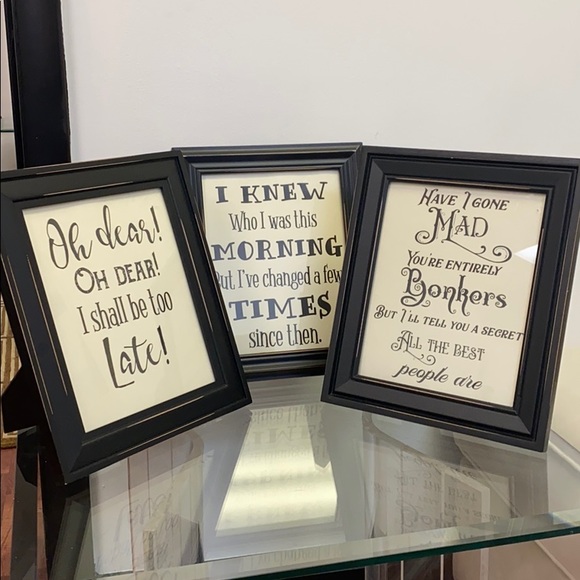 Oh dear!
OH DEAR!
I shall be too
Late!
I KNEW
Who I was this
MORNING
But I've changed a few
TIMES
since then.
HAVE I GONE
MAD
YOU'RE ENTIRELY
Bonkers
BUT I'LL TELL YOU A SECRET
ALL THE BEST
people are